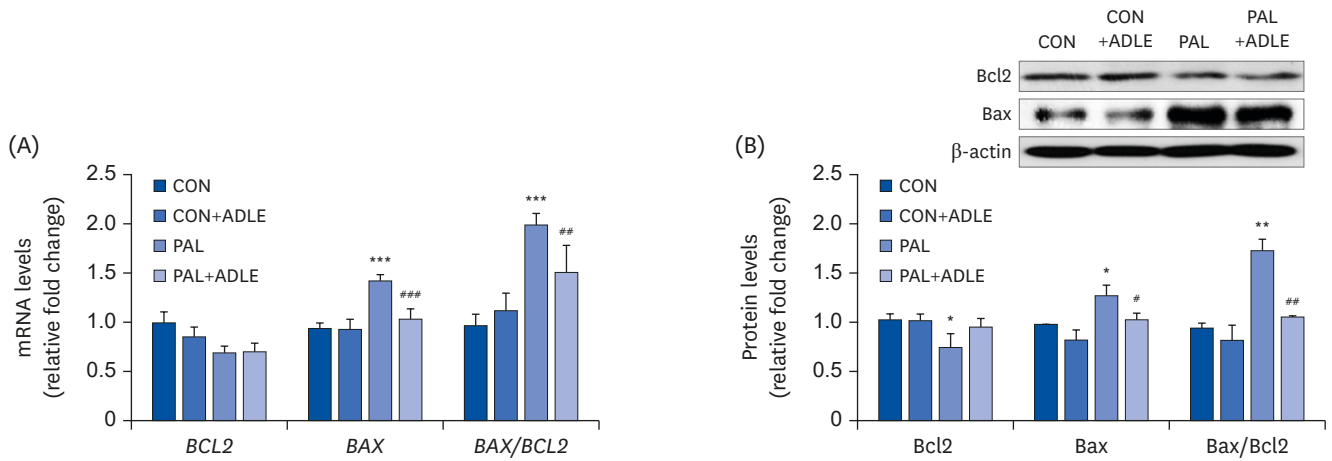 (A)
mRNA levels
(relative fold change)
2.5
2.0
1.5
1.0
0.5
0
CON
CON+ADLE
PAL
PAL+ADLE
***
###
***
##
BCL2
BAX
BAX/BCL2
CON
CON
+ADLE
PAL
PAL
+ADLE
Bcl2
Bax
β-actin
(B)
Protein levels
(relative fold change)
2.5
2.0
1.5
1.0
0.5
0
CON
CON+ADLE
PAL
PAL+ADLE
*
*
#
**
##
Bcl2
Bax
Bax/Bcl2